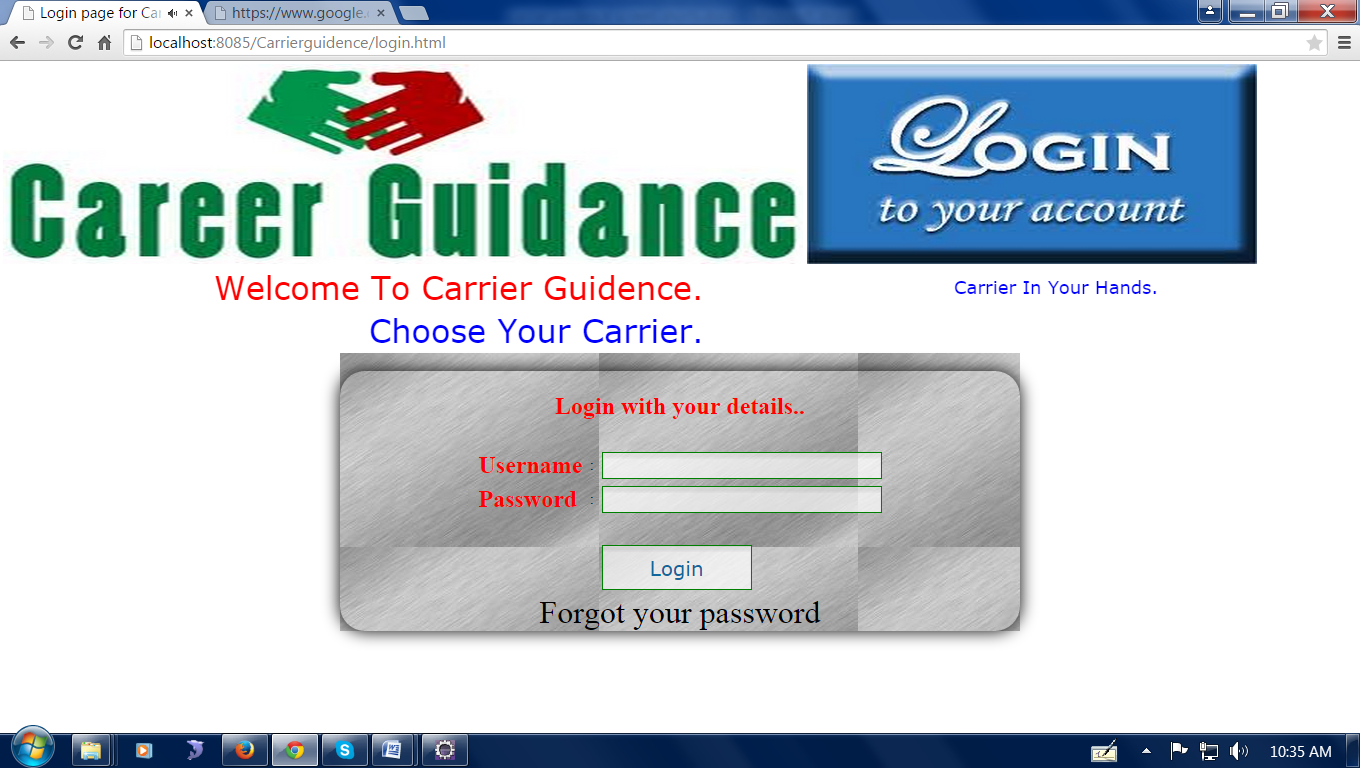 Login page for Car
https://www.google.
localhost:8085/Carrierguidence/login.html
Career Guidance
LOGIN
to your account
Welcome To Carrier Guidence.
Carrier In Your Hands.
Choose Your Carrier.
Login with your details..
Username :
Password :
Login
Forgot your password
10:35 AM